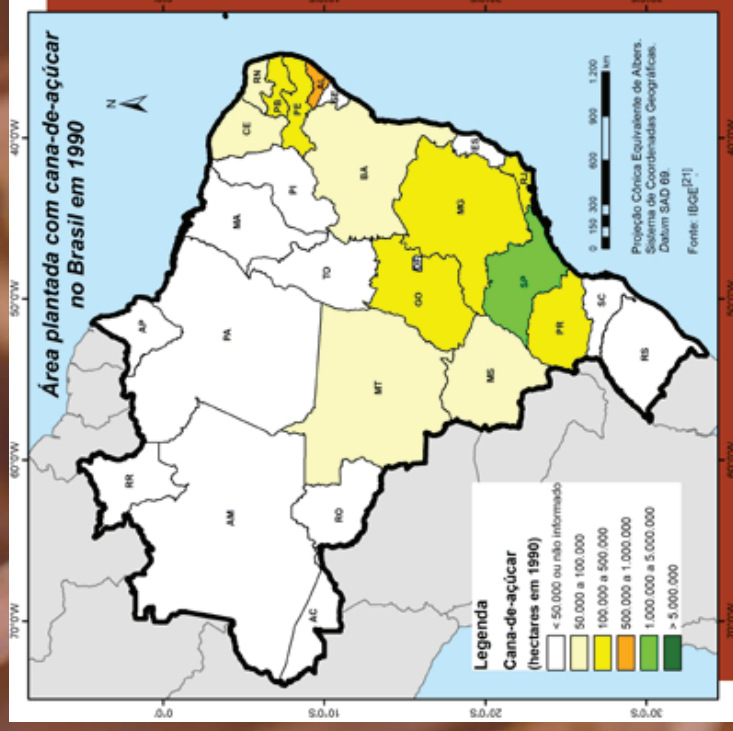 Área plantada com cana-de-açúcar
no Brasil em 1990
N
70°0'W
60°0'W
50°0'W
40°0'W
0°0'
10°0'S
20°0'S
30°0'S
RR
AP
AM
PA
MA
CE
RN
PB
PE
AL
SE
PI
AC
RO
TO
BA
MT
GO
DF
MG
ES
MS
SP
RJ
PR
SC
RS
Legenda
Cana-de-açúcar
(hectares em 1990)
< 50.000 ou não informado
50.000 a 100.000
100.000 a 500.000
500.000 a 1.000.000
1.000.000 a 5.000.000
> 5.000.000
0 150 300 600 900 1.200
km
Projeção Cônica Equivalente de Albers.
Sistema de Coordenadas Geográficas.
Datum SAD 69.
Fonte: IBGE[21]